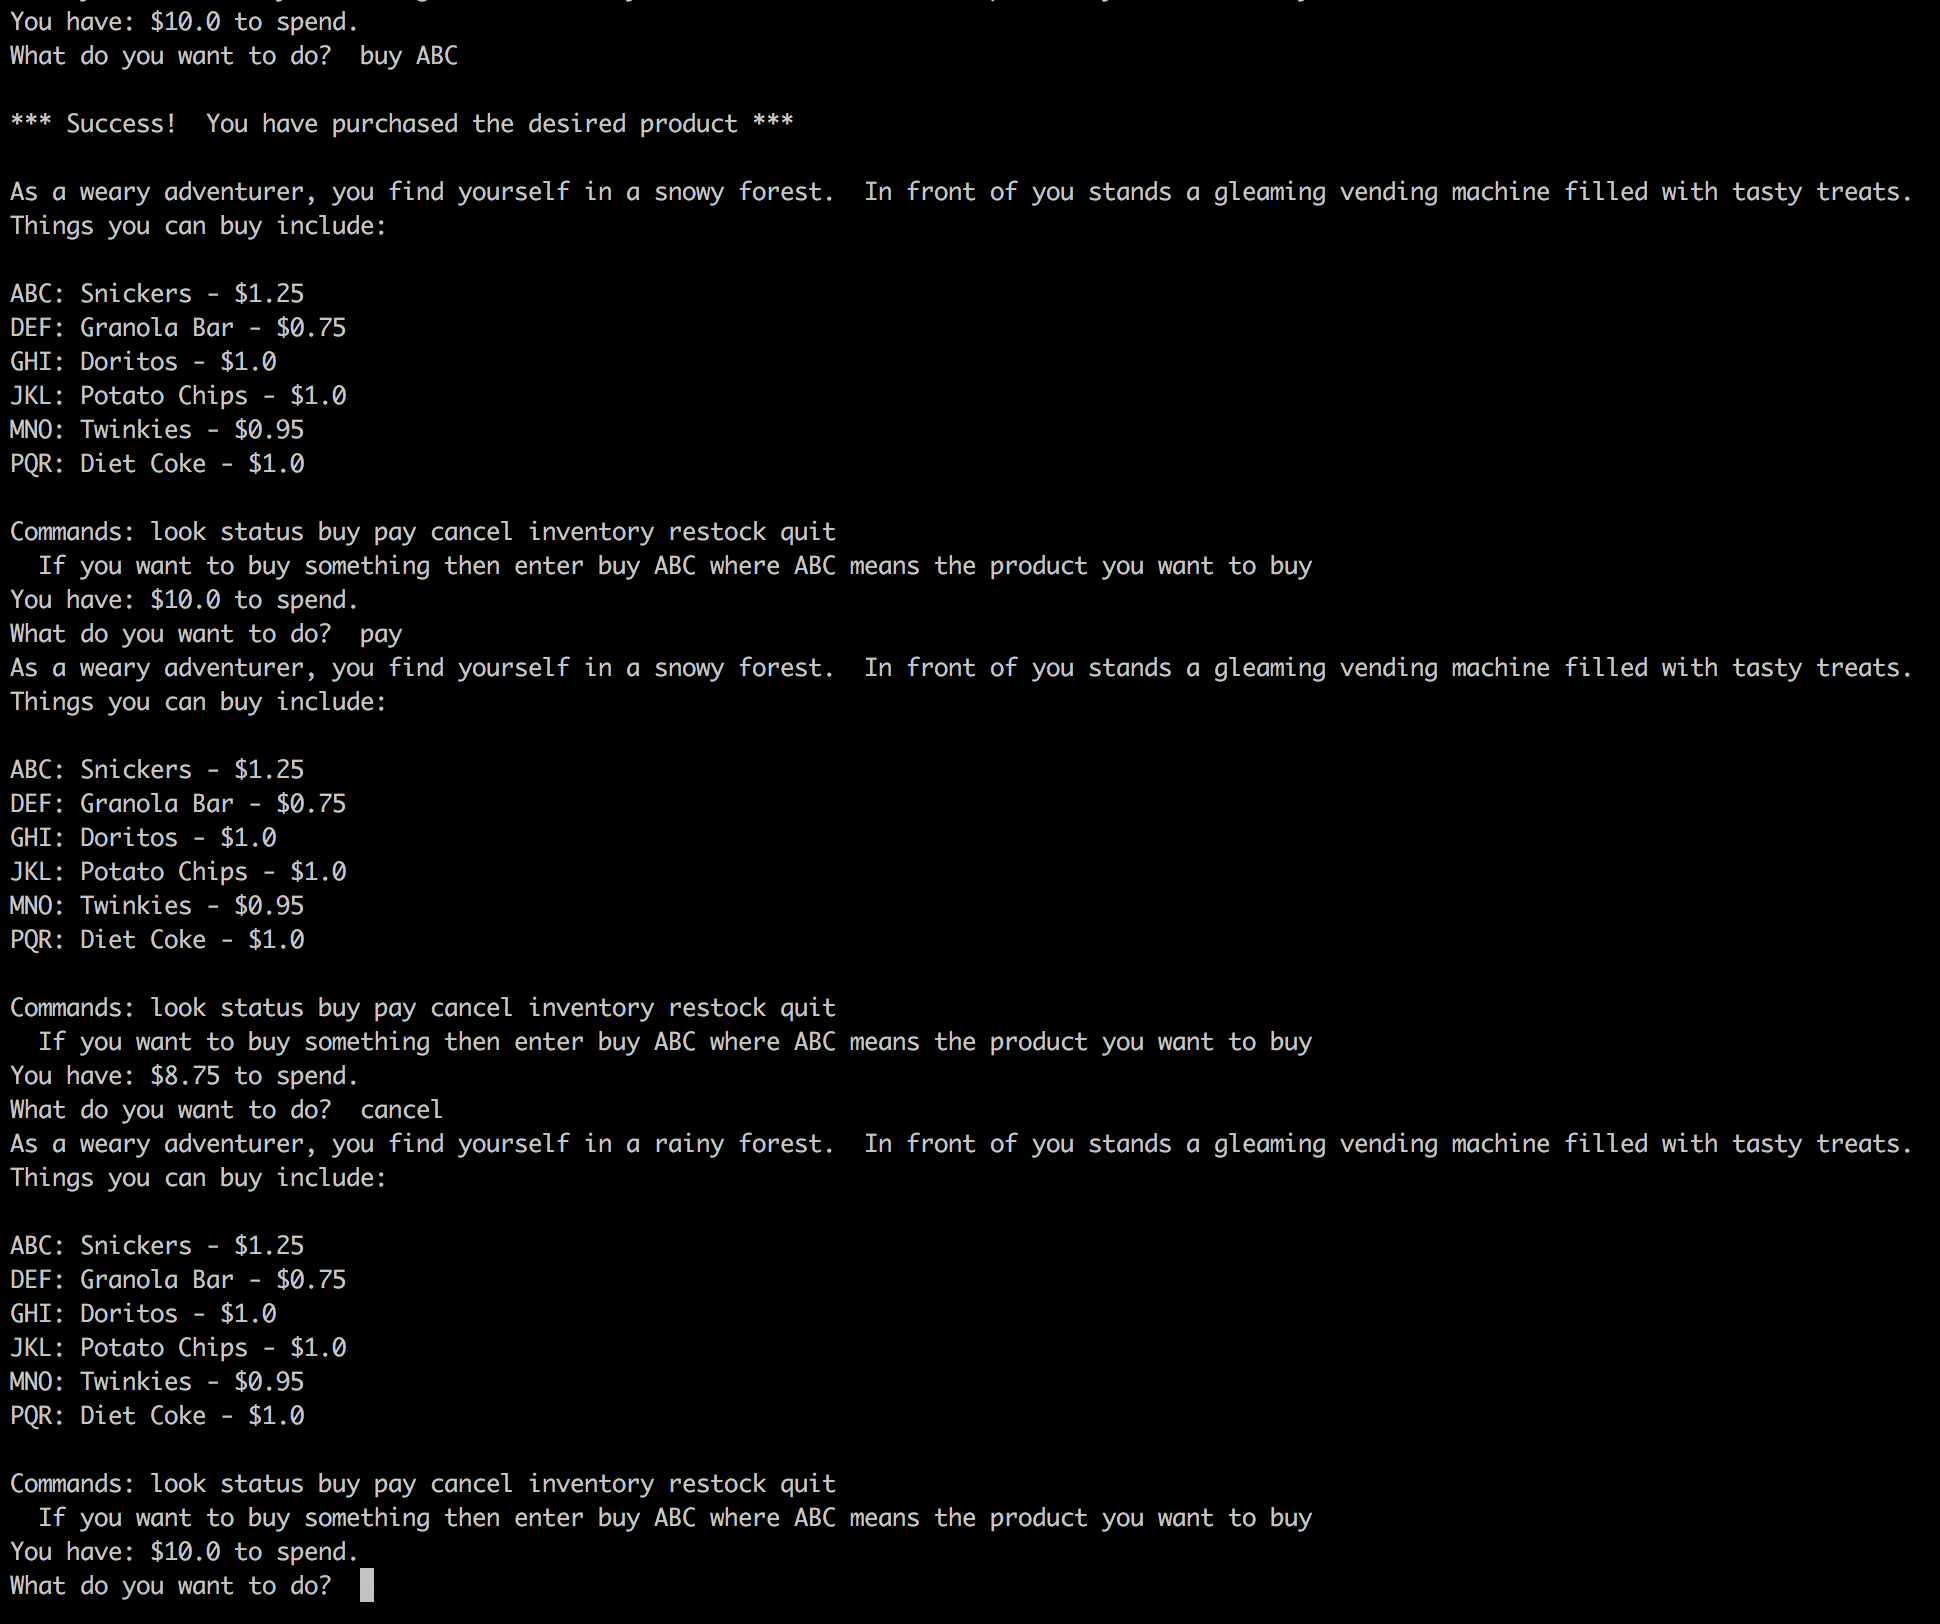 You have: $10.0 to spend.
What do you want to do?  buy ABC
*** Success!  You have purchased the desired product ***
As a weary adventurer, you find yourself in a snowy forest.  In front of you stands a gleaming vending machine filled with tasty treats.
Things you can buy include:
ABC: Snickers - $1.25
DEF: Granola Bar - $0.75
GHI: Doritos - $1.0
JKL: Potato Chips - $1.0
MNO: Twinkies - $0.95
PQR: Diet Coke - $1.0
Commands: look status buy pay cancel inventory restock quit
  If you want to buy something then enter buy ABC where ABC means the product you want to buy
You have: $10.0 to spend.
What do you want to do?  pay
As a weary adventurer, you find yourself in a snowy forest.  In front of you stands a gleaming vending machine filled with tasty treats.
Things you can buy include:
ABC: Snickers - $1.25
DEF: Granola Bar - $0.75
GHI: Doritos - $1.0
JKL: Potato Chips - $1.0
MNO: Twinkies - $0.95
PQR: Diet Coke - $1.0
Commands: look status buy pay cancel inventory restock quit
  If you want to buy something then enter buy ABC where ABC means the product you want to buy
You have: $8.75 to spend.
What do you want to do?  cancel
As a weary adventurer, you find yourself in a rainy forest.  In front of you stands a gleaming vending machine filled with tasty treats.
Things you can buy include:
ABC: Snickers - $1.25
DEF: Granola Bar - $0.75
GHI: Doritos - $1.0
JKL: Potato Chips - $1.0
MNO: Twinkies - $0.95
PQR: Diet Coke - $1.0
Commands: look status buy pay cancel inventory restock quit
  If you want to buy something then enter buy ABC where ABC means the product you want to buy
You have: $10.0 to spend.
What do you want to do?